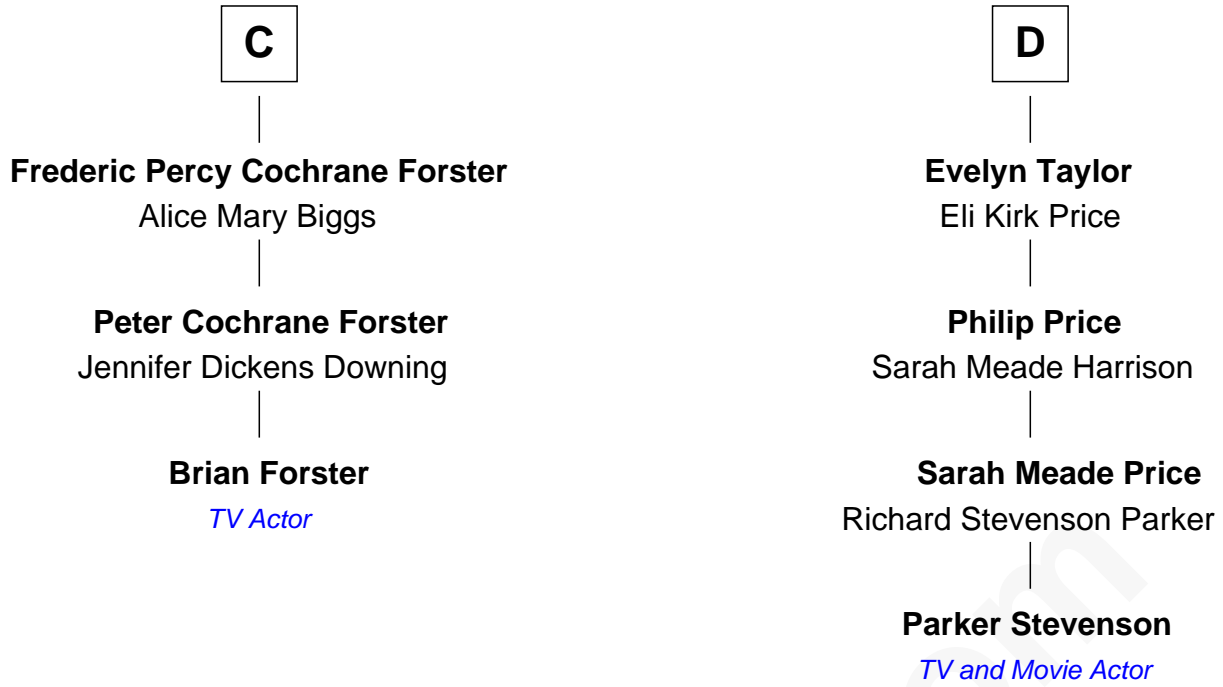 C
Frederic Percy Cochrane Forster
Alice Mary Biggs
Peter Cochrane Forster
Jennifer Dickens Downing
Brian Forster
TV Actor
D
Evelyn Taylor
Eli Kirk Price
Philip Price
Sarah Meade Harrison
Sarah Meade Price
Richard Stevenson Parker
Parker Stevenson
TV and Movie Actor